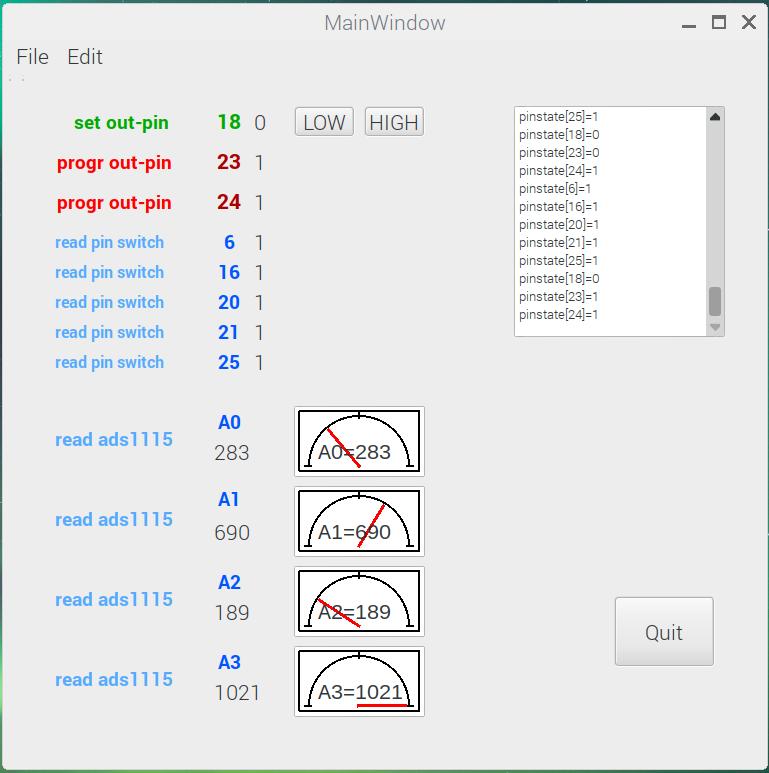 MainWindow
File Edit
set out-pin 18 0 LOW HIGH
progr out-pin 23 1
progr out-pin 24 1
read pin switch 6 1
read pin switch 16 1
read pin switch 20 1
read pin switch 21 1
read pin switch 25 1
pinstate[25]=1
pinstate[18]=0
pinstate[23]=0
pinstate[24]=1
pinstate[6]=1
pinstate[16]=1
pinstate[20]=1
pinstate[21]=1
pinstate[25]=1
pinstate[18]=0
pinstate[23]=1
pinstate[24]=1
read ads1115
A0
283
A0=283
read ads1115
A1
690
A1=690
read ads1115
A2
189
A2=189
read ads1115
A3
1021
A3=1021
Quit